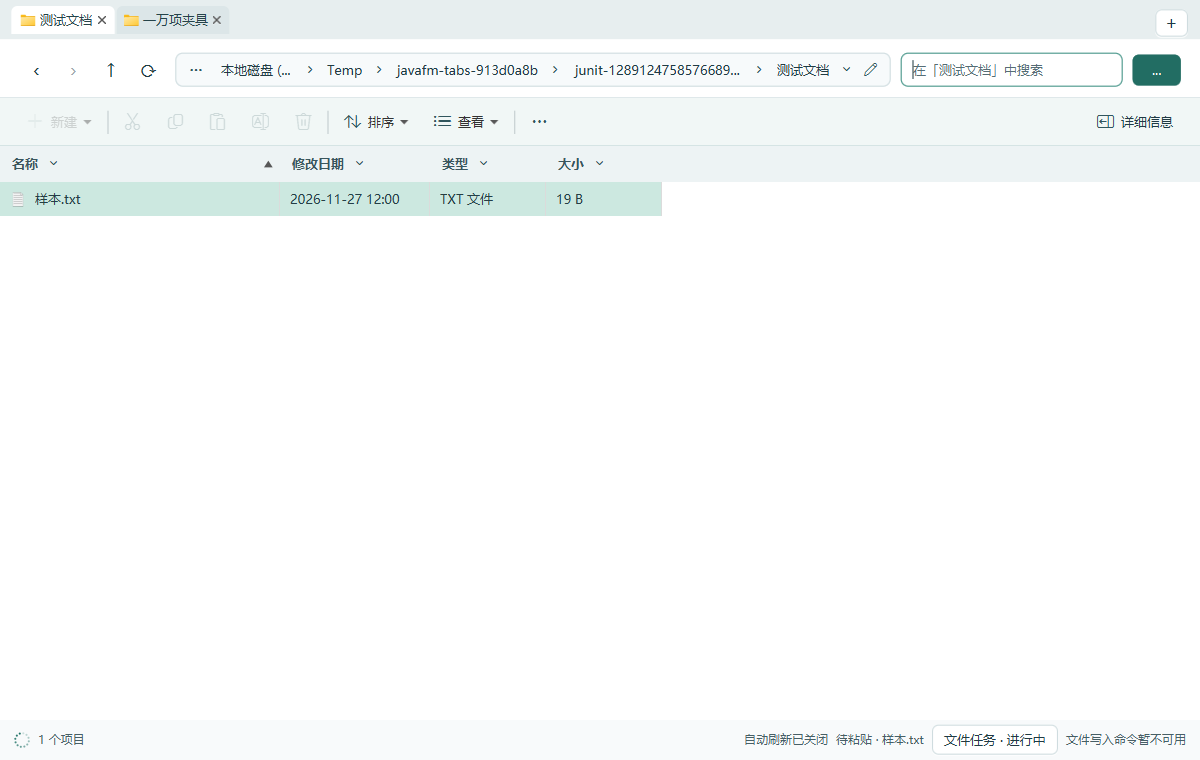 测试文档 一万项夹具
本地磁盘 (... Temp javafm-tabs-913d0a8b junit-1289124758576689... 测试文档 在「测试文档」中搜索 ...
新建 排序 查看 详细信息
名称 修改日期 类型 大小
样本.txt 2026-11-27 12:00 TXT 文件 19 B
1 个项目 自动刷新已关闭 待粘贴 · 样本.txt 文件任务 · 进行中 文件写入命令暂不可用